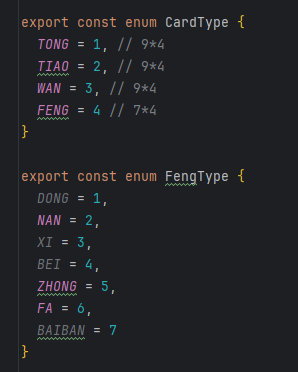 export const enum CardType {
TONG = 1, // 9*4
TIAO = 2, // 9*4
WAN = 3, // 9*4
FENG = 4 // 7*4
}
export const enum FengType {
DONG = 1,
NAN = 2,
XI = 3,
BEI = 4,
ZHONG = 5,
FA = 6,
BAIBAN = 7
}